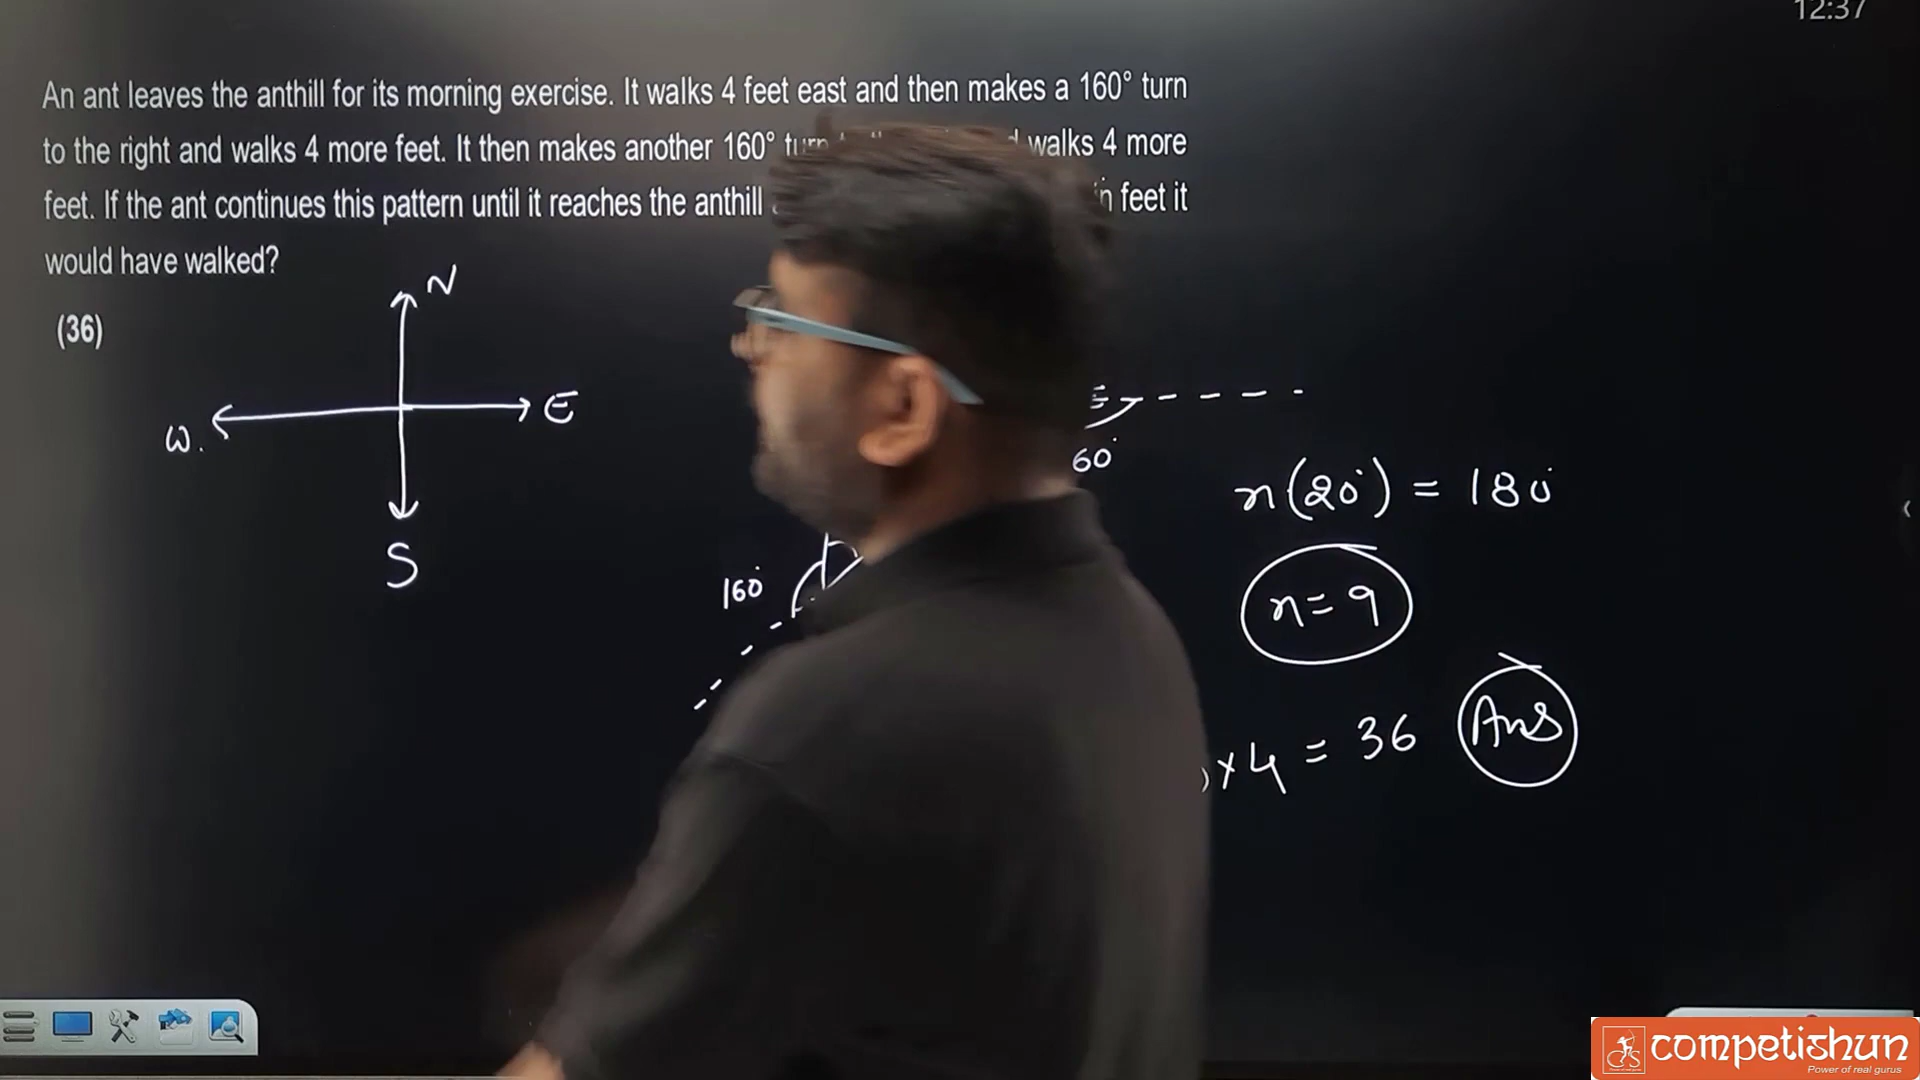 12:37
An ant leaves the anthill for its morning exercise. It walks 4 feet east and then makes a 160° turn
to the right and walks 4 more feet. It then makes another 160° turn walks 4 more
feet. If the ant continues this pattern until it reaches the anthill in feet it
would have walked?
(36)
N
W.
E
S
60°
160°
n(20°) = 180°
n = 9
×4 = 36 Ans
competishun
Power of real gurus